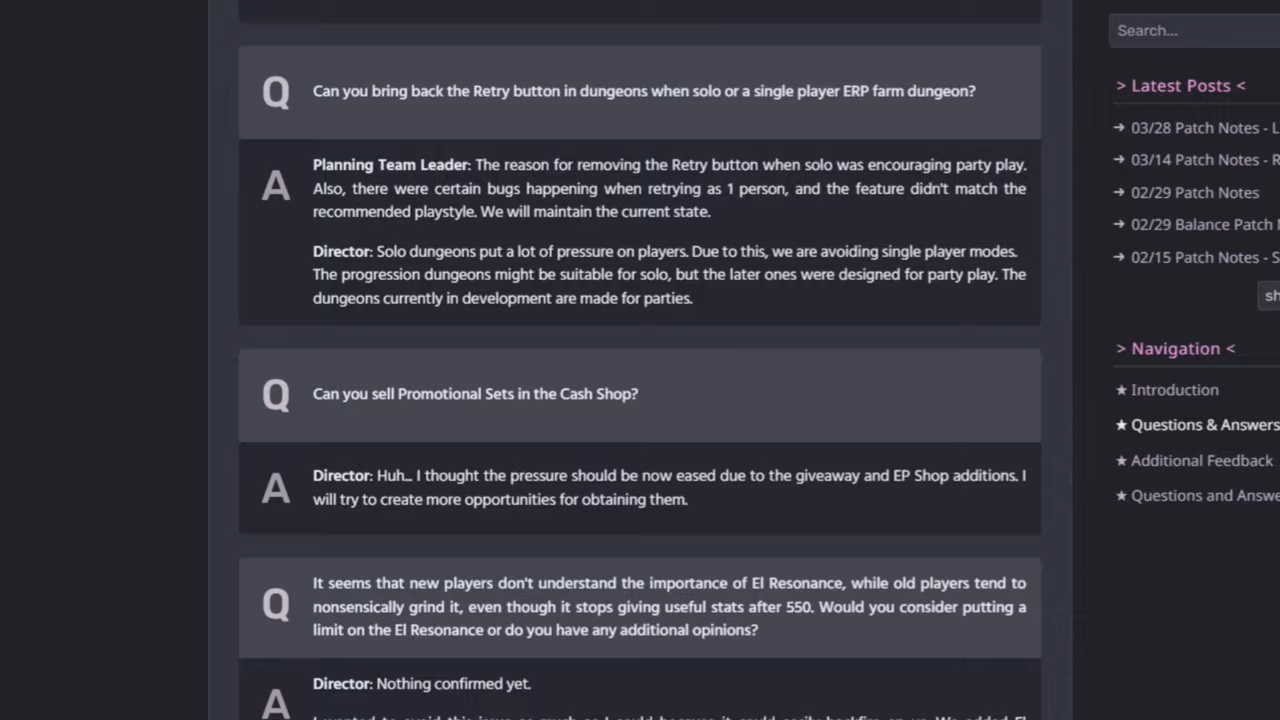 Q
Can you bring back the Retry button in dungeons when solo or a single player ERP farm dungeon?
A
Planning Team Leader: The reason for removing the Retry button when solo was encouraging party play.
Also, there were certain bugs happening when retrying as 1 person, and the feature didn't match the
recommended playstyle. We will maintain the current state.
Director: Solo dungeons put a lot of pressure on players. Due to this, we are avoiding single player modes.
The progression dungeons might be suitable for solo, but the later ones were designed for party play. The
dungeons currently in development are made for parties.
Q
Can you sell Promotional Sets in the Cash Shop?
A
Director: Huh... I thought the pressure should be now eased due to the giveaway and EP Shop additions. I
will try to create more opportunities for obtaining them.
Q
It seems that new players don't understand the importance of El Resonance, while old players tend to
nonsensically grind it, even though it stops giving useful stats after 550. Would you consider putting a
limit on the El Resonance or do you have any additional opinions?
A
Director: Nothing confirmed yet.
Search...
> Latest Posts <
➔ 03/28 Patch Notes - L
➔ 03/14 Patch Notes - R
➔ 02/29 Patch Notes
➔ 02/29 Balance Patch
➔ 02/15 Patch Notes - S
sh
> Navigation <
★ Introduction
★ Questions & Answers
★ Additional Feedback
★ Questions and Answe